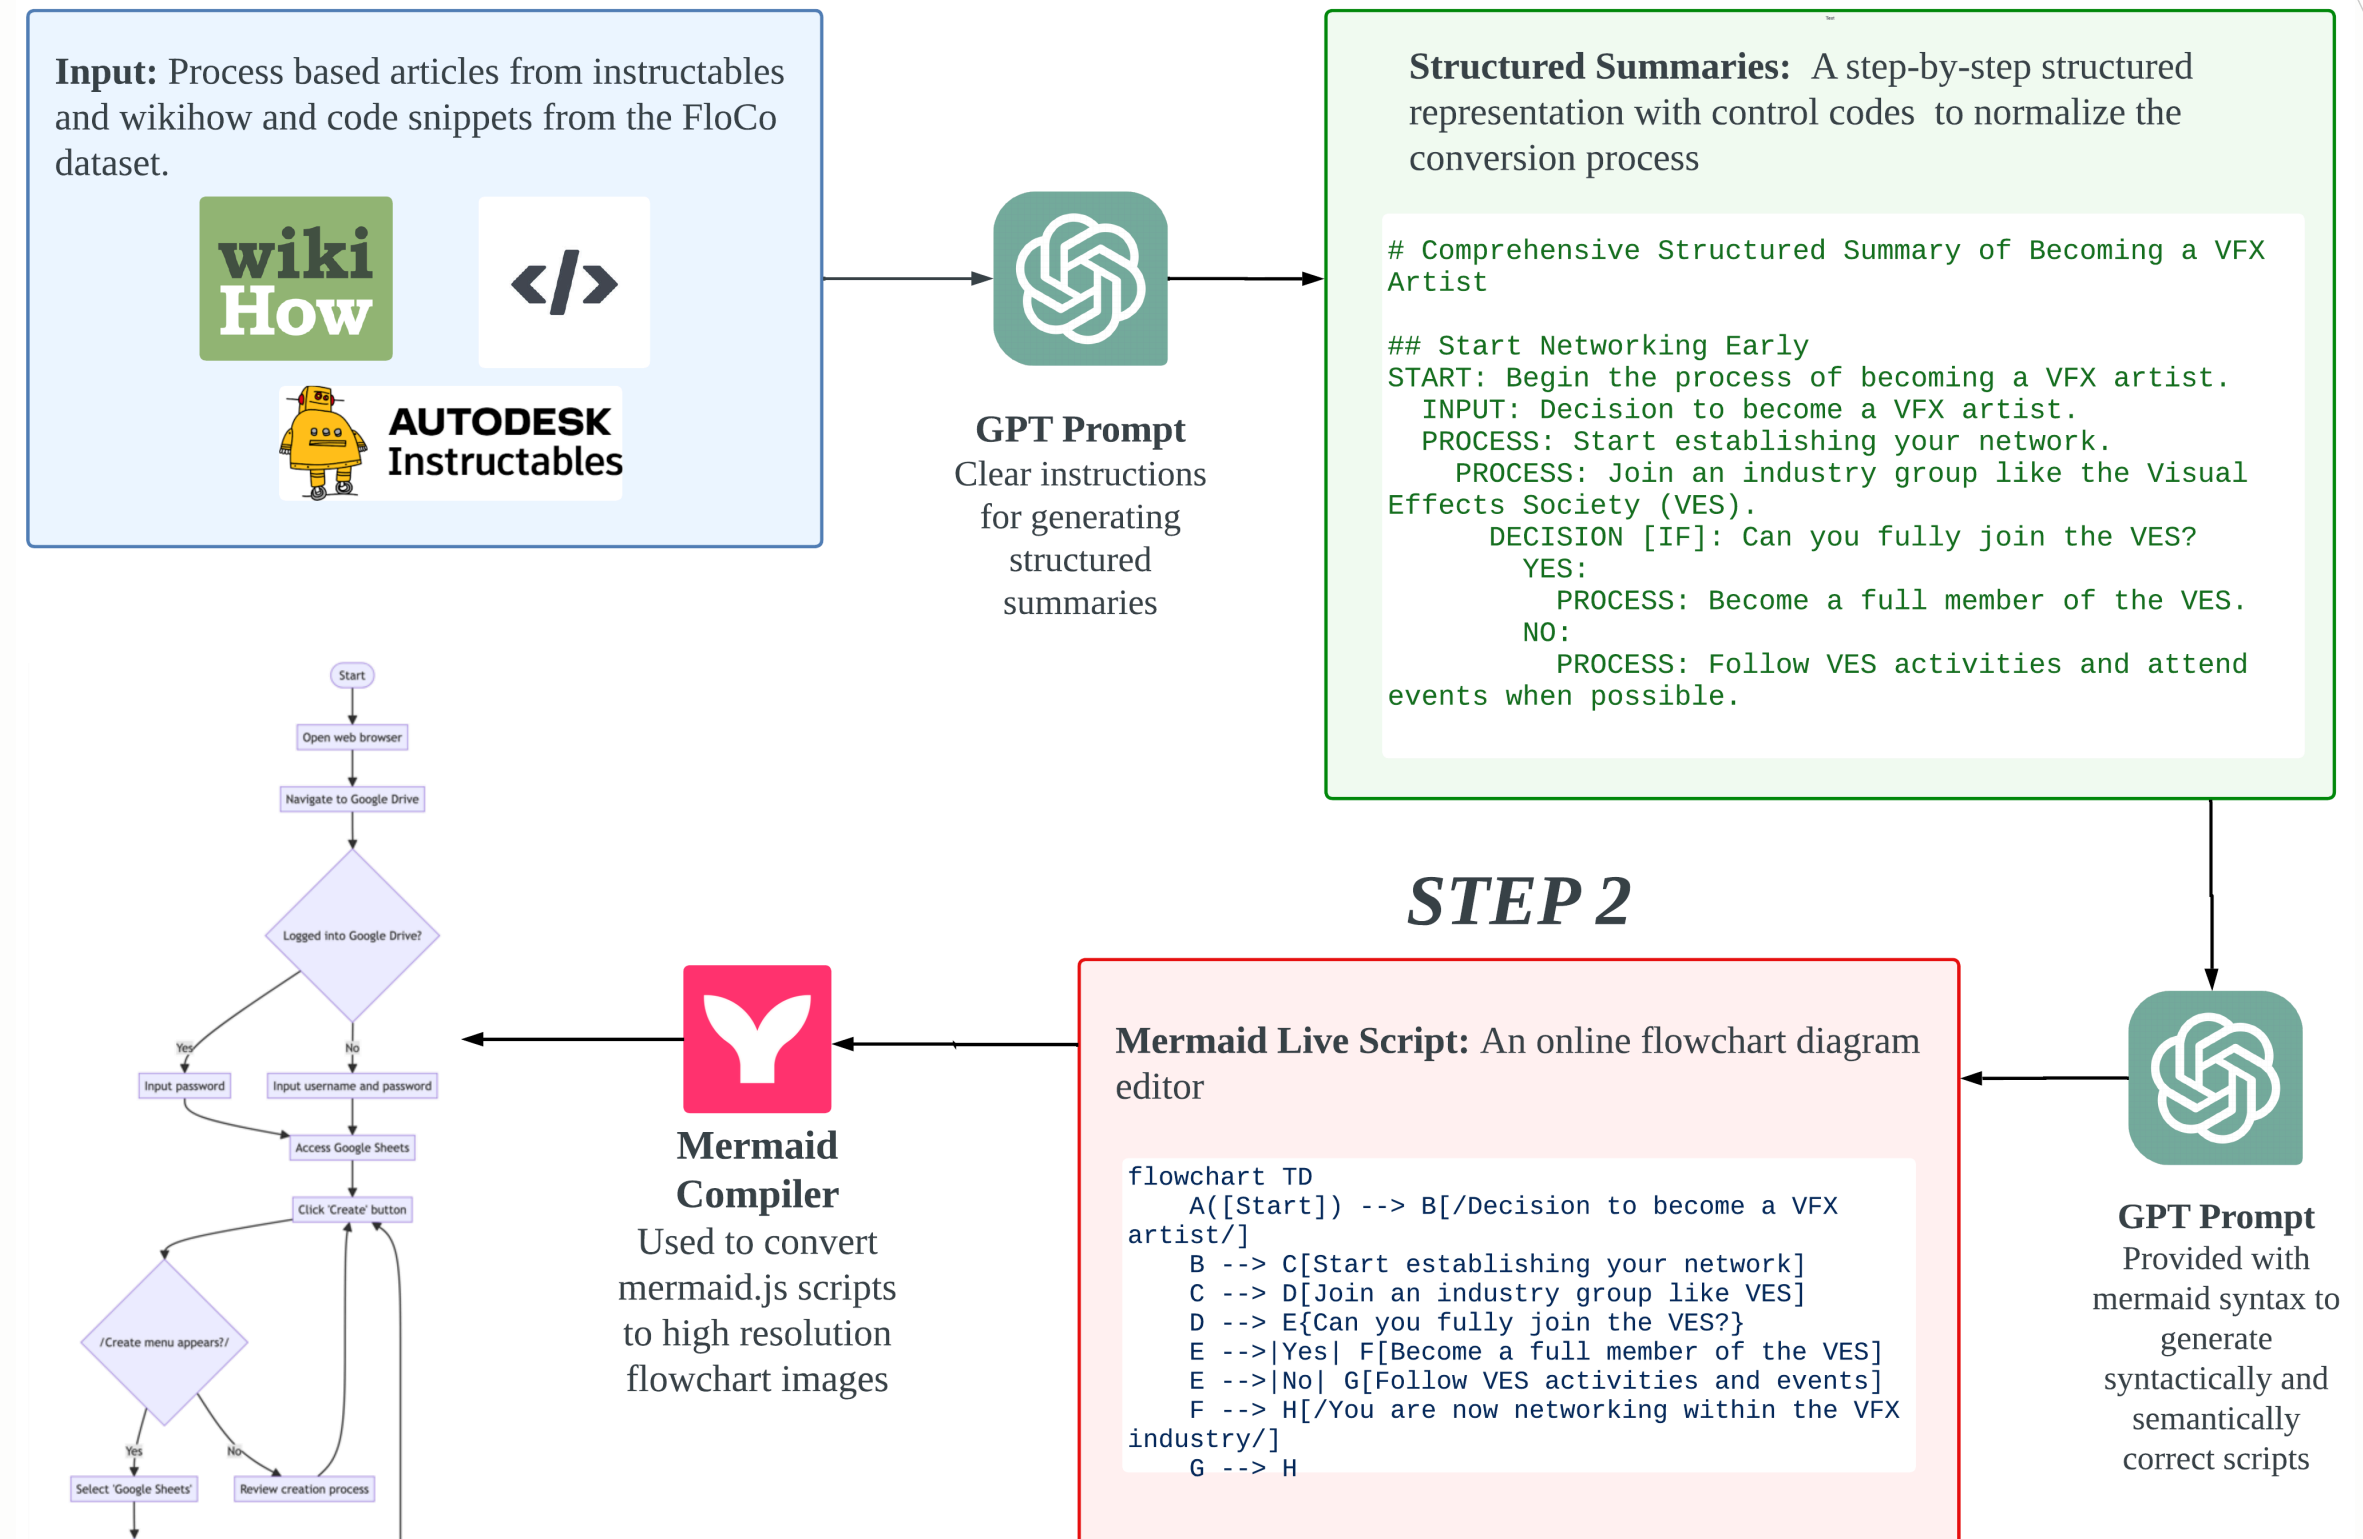 Text
Input: Process based articles from instructables
and wikihow and code snippets from the FloCo
dataset.
wiki
How
</>
AUTODESK
Instructables
GPT Prompt
Clear instructions
for generating
structured
summaries
Structured Summaries: A step-by-step structured
representation with control codes to normalize the
conversion process
# Comprehensive Structured Summary of Becoming a VFX
Artist
## Start Networking Early
START: Begin the process of becoming a VFX artist.
INPUT: Decision to become a VFX artist.
PROCESS: Start establishing your network.
PROCESS: Join an industry group like the Visual
Effects Society (VES).
DECISION [IF]: Can you fully join the VES?
YES:
PROCESS: Become a full member of the VES.
NO:
PROCESS: Follow VES activities and attend
events when possible.
STEP 2
GPT Prompt
Provided with
mermaid syntax to
generate
syntactically and
semantically
correct scripts
Mermaid Live Script: An online flowchart diagram
editor
flowchart TD
A([Start]) --> B[/Decision to become a VFX
artist/]
B --> C[Start establishing your network]
C --> D[Join an industry group like VES]
D --> E{Can you fully join the VES?}
E -->|Yes| F[Become a full member of the VES]
E -->|No| G[Follow VES activities and events]
F --> H[/You are now networking within the VFX
industry/]
G --> H
Mermaid
Compiler
Used to convert
mermaid.js scripts
to high resolution
flowchart images
Start
Open web browser
Navigate to Google Drive
Logged into Google Drive?
Yes
No
Input password
Input username and password
Access Google Sheets
Click 'Create' button
/Create menu appears?/
Yes
No
Select 'Google Sheets'
Review creation process